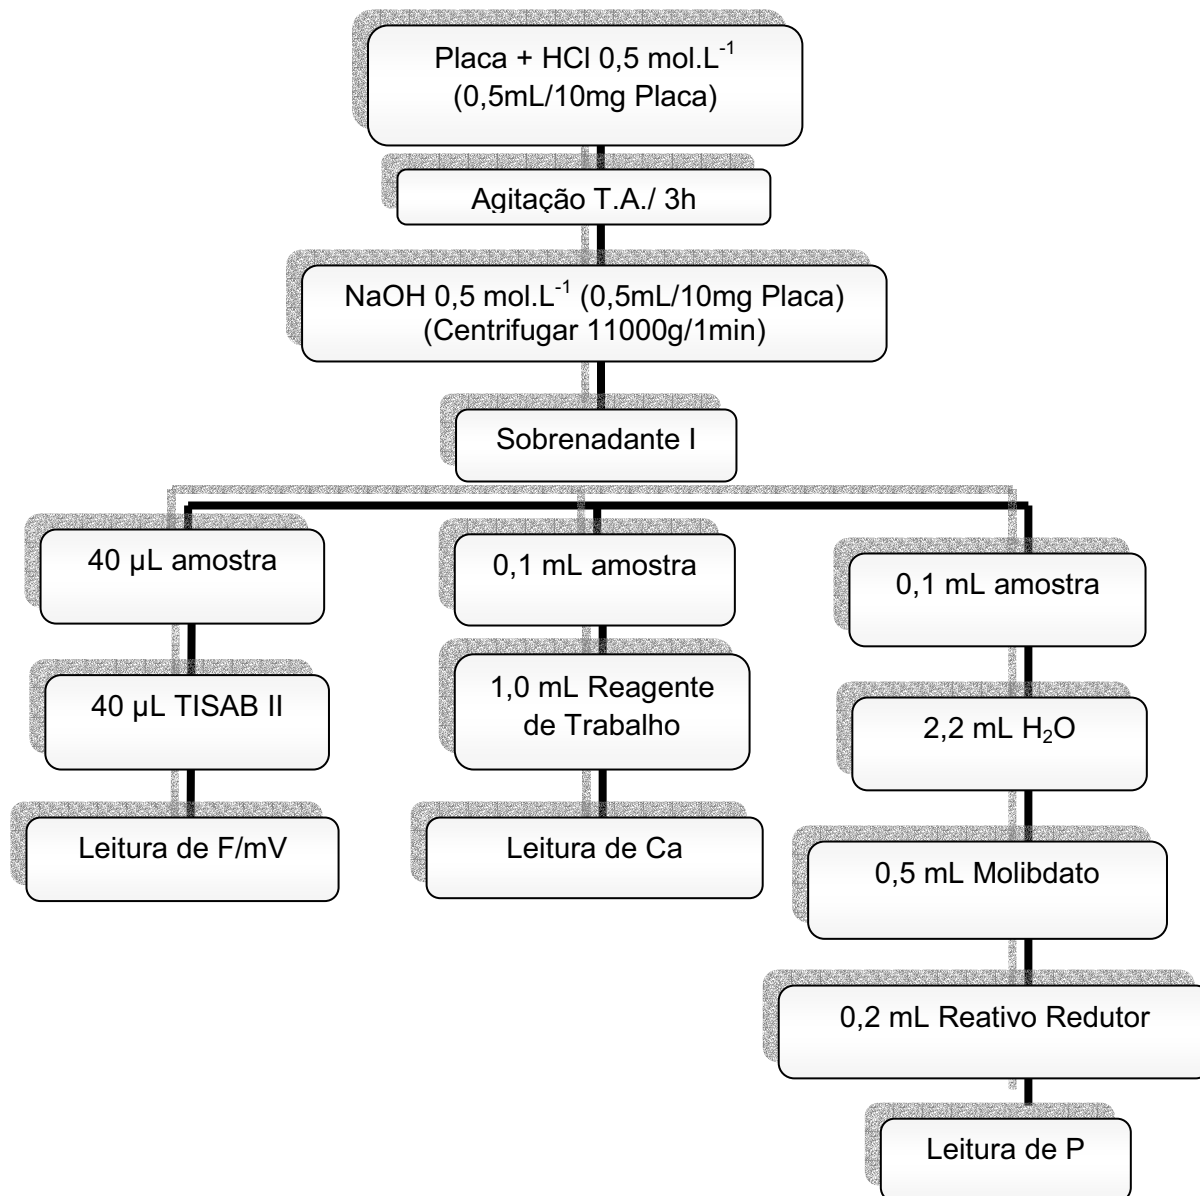 Placa + HCl 0,5 mol.L⁻¹
(0,5mL/10mg Placa)
Agitação T.A./ 3h
NaOH 0,5 mol.L⁻¹ (0,5mL/10mg Placa)
(Centrifugar 11000g/1min)
Sobrenadante I
40 µL amostra
40 µL TISAB II
Leitura de F/mV
0,1 mL amostra
1,0 mL Reagente
de Trabalho
Leitura de Ca
0,1 mL amostra
2,2 mL H₂O
0,5 mL Molibdato
0,2 mL Reativo Redutor
Leitura de P